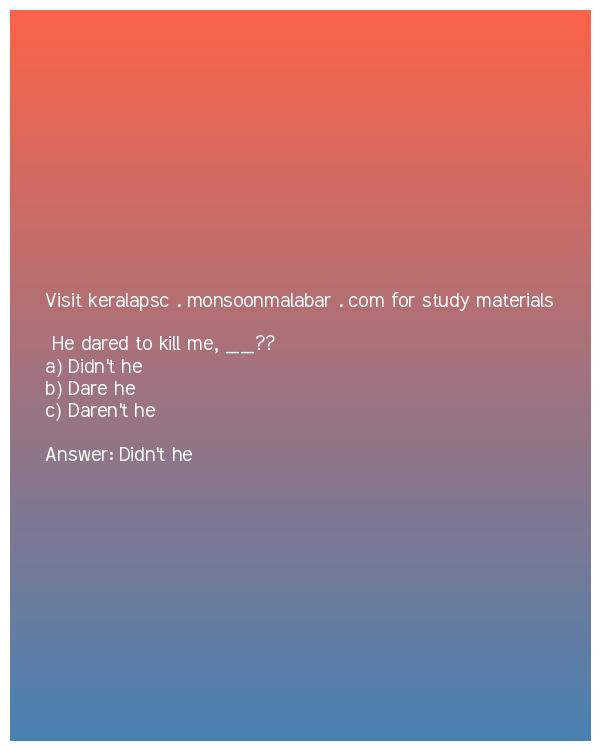 Visit keralapsc . monsoonmalabar . com for study materials
He dared to kill me, __??
a) Didn't he
b) Dare he
c) Daren't he
Answer: Didn't he